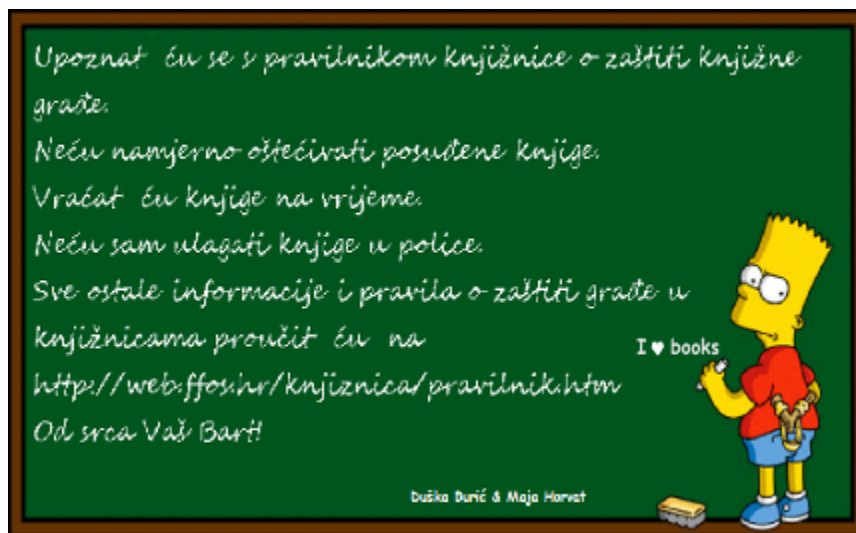 Upoznat ću se s pravilnikom knjižnice o zaštiti knjižne
građe.
Neću namjerno oštećivati posuđene knjige.
Vraćat ću knjige na vrijeme.
Neću sam ulagati knjige u police.
Sve ostale informacije i pravila o zaštiti građe u
knjižnicama proučit ću na
http://web.ffos.hr/knjiznica/pravilnik.htm
Od srca Vaš Bart!
I ♥ books
Duška Đurić & Maja Horvat